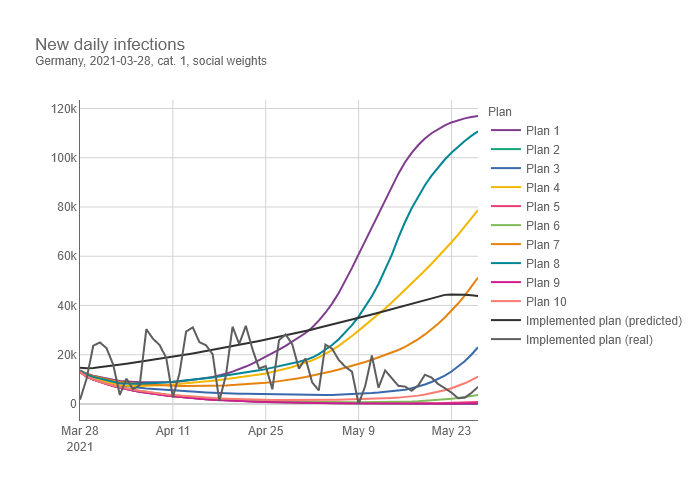 New daily infections
Germany, 2021-03-28, cat. 1, social weights
120k
100k
80k
60k
40k
20k
0
Mar 28
2021
Apr 11
Apr 25
May 9
May 23
Plan
Plan 1
Plan 2
Plan 3
Plan 4
Plan 5
Plan 6
Plan 7
Plan 8
Plan 9
Plan 10
Implemented plan (predicted)
Implemented plan (real)